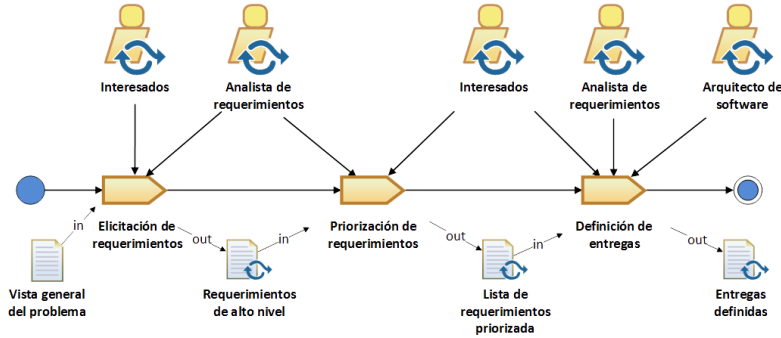 Interesados
Analista de
requerimientos
Interesados
Analista de
requerimientos
Arquitecto de
software
in
Elicitación de
requerimientos
out
in
Priorización de
requerimientos
out
in
Definición de
entregas
out
Vista general
del problema
Requerimientos
de alto nivel
Lista de
requerimientos
priorizada
Entregas
definidas